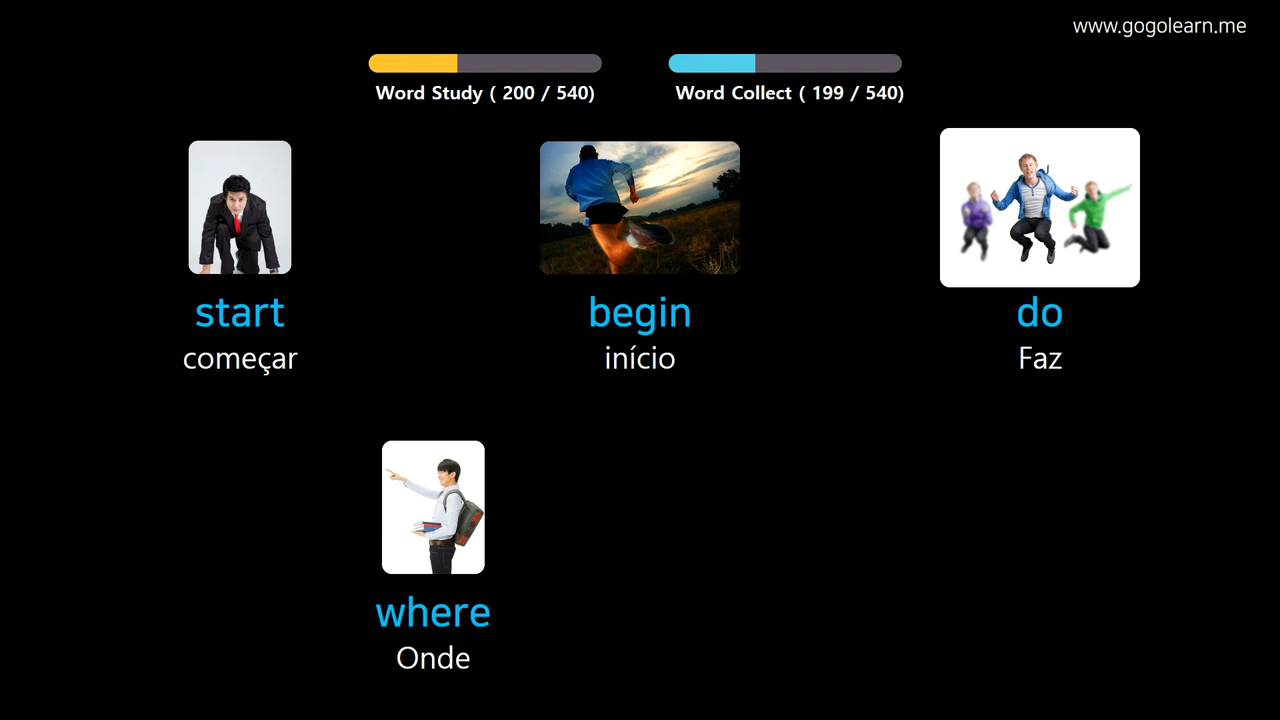 www.gogolearn.me
Word Study ( 200 / 540)
Word Collect ( 199 / 540)
start
começar
begin
início
do
Faz
where
Onde